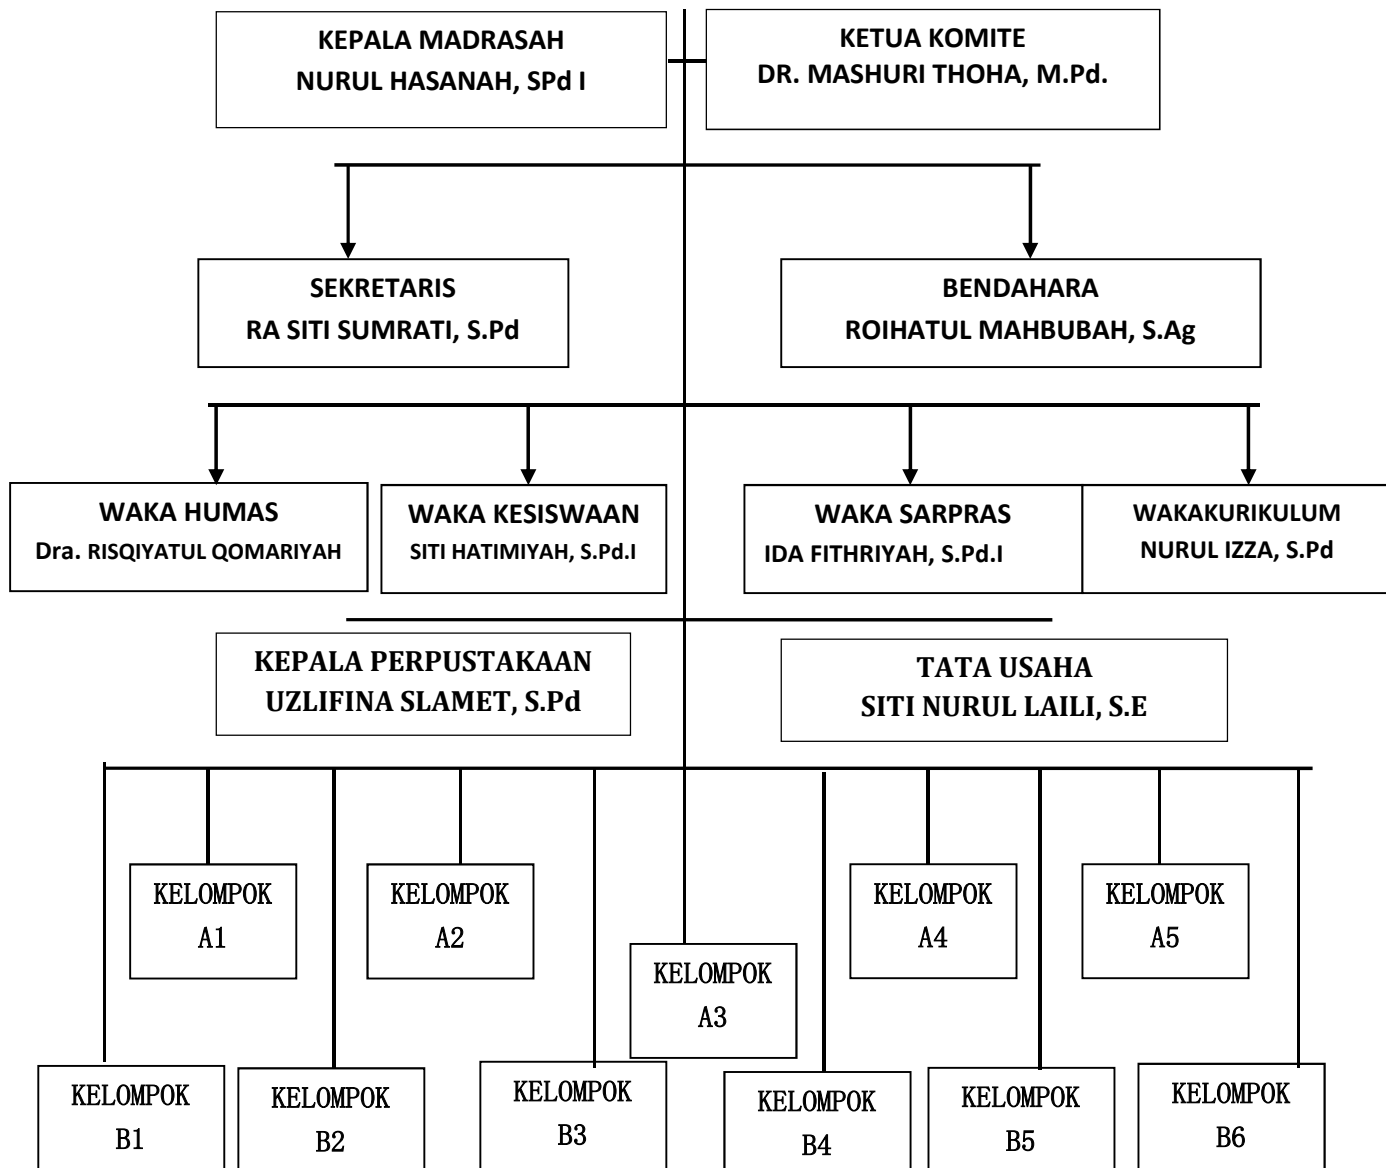 KEPALA MADRASAH
NURUL HASANAH, SPd I
KETUA KOMITE
DR. MASHURI THOHA, M.Pd.
SEKRETARIS
RA SITI SUMRATI, S.Pd
BENDAHARA
ROIHATUL MAHBUBAH, S.Ag
WAKA HUMAS
Dra. RISQIYATUL QOMARIYAH
WAKA KESISWAAN
SITI HATIMIYAH, S.Pd.I
WAKA SARPRAS
IDA FITHRIYAH, S.Pd.I
WAKAKURIKULUM
NURUL IZZA, S.Pd
KEPALA PERPUSTAKAAN
UZLIFINA SLAMET, S.Pd
TATA USAHA
SITI NURUL LAILI, S.E
KELOMPOK
A1
KELOMPOK
A2
KELOMPOK
A3
KELOMPOK
A4
KELOMPOK
A5
KELOMPOK
B1
KELOMPOK
B2
KELOMPOK
B3
KELOMPOK
B4
KELOMPOK
B5
KELOMPOK
B6